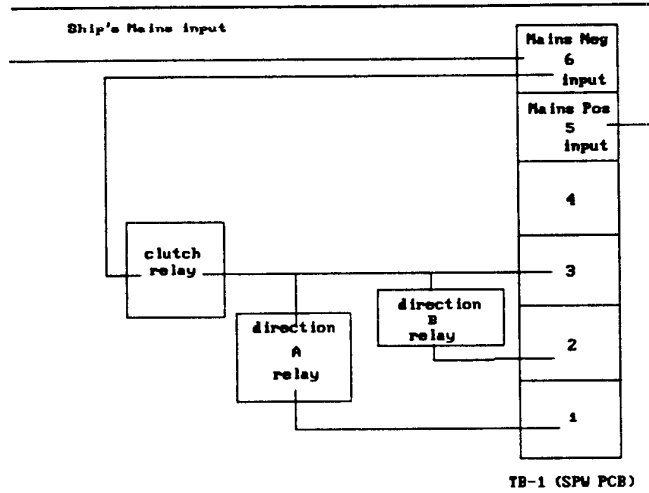 Ship's Mains input
Mains Neg
6
input
Mains Pos
5
input
4
clutch
relay
3
direction
B
relay
direction
A
relay
2
1
TB-1 (SPW PCB)